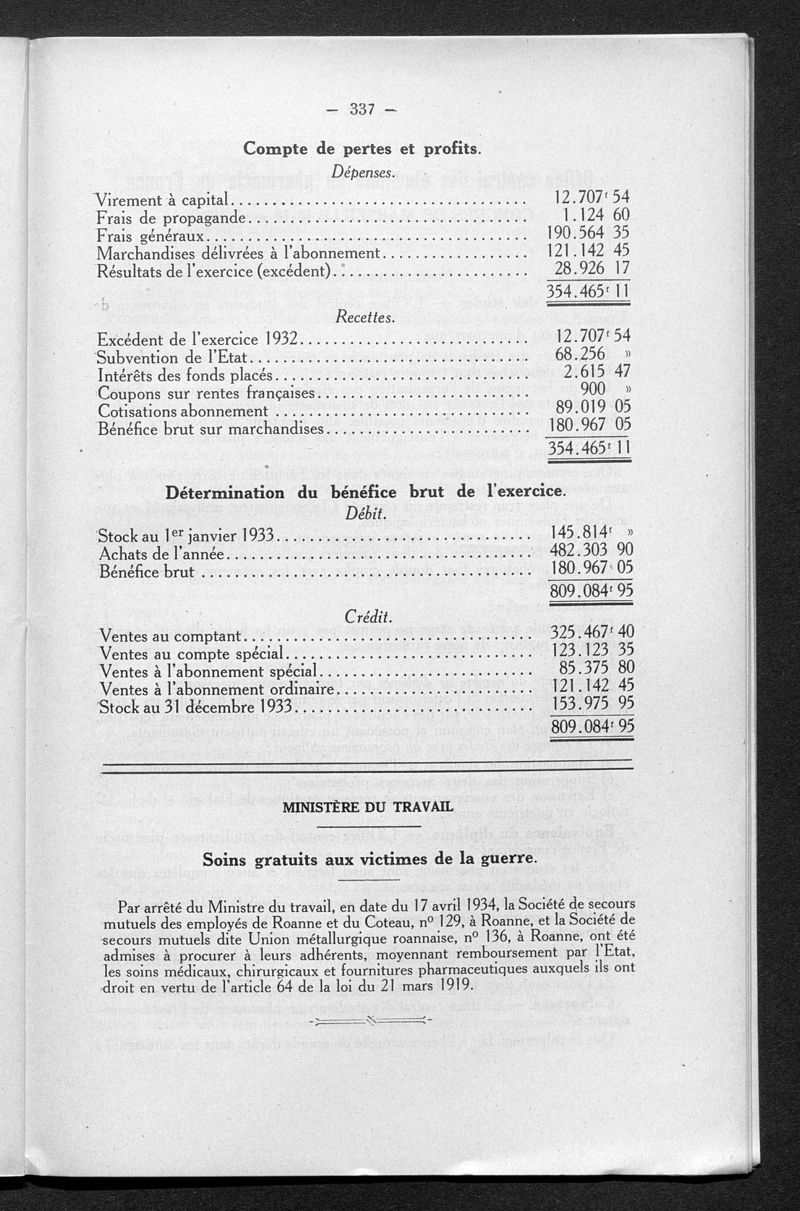 — 337 —
Compte de pertes et profits.
Dépenses.
Virement à capital.................................... 12.707ᶠ 54
Frais de propagande.................................. 1.124 60
Frais généraux....................................... 190.564 35
Marchandises délivrées à l'abonnement.................. 121.142 45
Résultats de l'exercice (excédent)........................ 28.926 17
354.465ᶠ 11
Recettes.
Excédent de l'exercice 1932............................ 12.707ᶠ 54
Subvention de l'Etat.................................. 68.256 »
Intérêts des fonds placés............................... 2.615 47
Coupons sur rentes françaises.......................... 900 »
Cotisations abonnement ............................... 89.019 05
Bénéfice brut sur marchandises......................... 180.967 05
354.465ᶠ 11
Détermination du bénéfice brut de l'exercice.
Débit.
Stock au 1er janvier 1933............................... 145.814ᶠ »
Achats de l'année..................................... 482.303 90
Bénéfice brut ........................................ 180.967 05
809.084ᶠ 95
Crédit.
Ventes au comptant................................... 325.467ᶠ 40
Ventes au compte spécial.............................. 123.123 35
Ventes à l'abonnement spécial.......................... 85.375 80
Ventes à l'abonnement ordinaire........................ 121.142 45
Stock au 31 décembre 1933............................. 153.975 95
809.084ᶠ 95
MINISTÈRE DU TRAVAIL
Soins gratuits aux victimes de la guerre.
Par arrêté du Ministre du travail, en date du 17 avril 1934, la Société de secours
mutuels des employés de Roanne et du Coteau, nº 129, à Roanne, et la Société de
secours mutuels dite Union métallurgique roannaise, nº 136, à Roanne, ont été
admises à procurer à leurs adhérents, moyennant remboursement par l'Etat,
les soins médicaux, chirurgicaux et fournitures pharmaceutiques auxquels ils ont
droit en vertu de l'article 64 de la loi du 21 mars 1919.